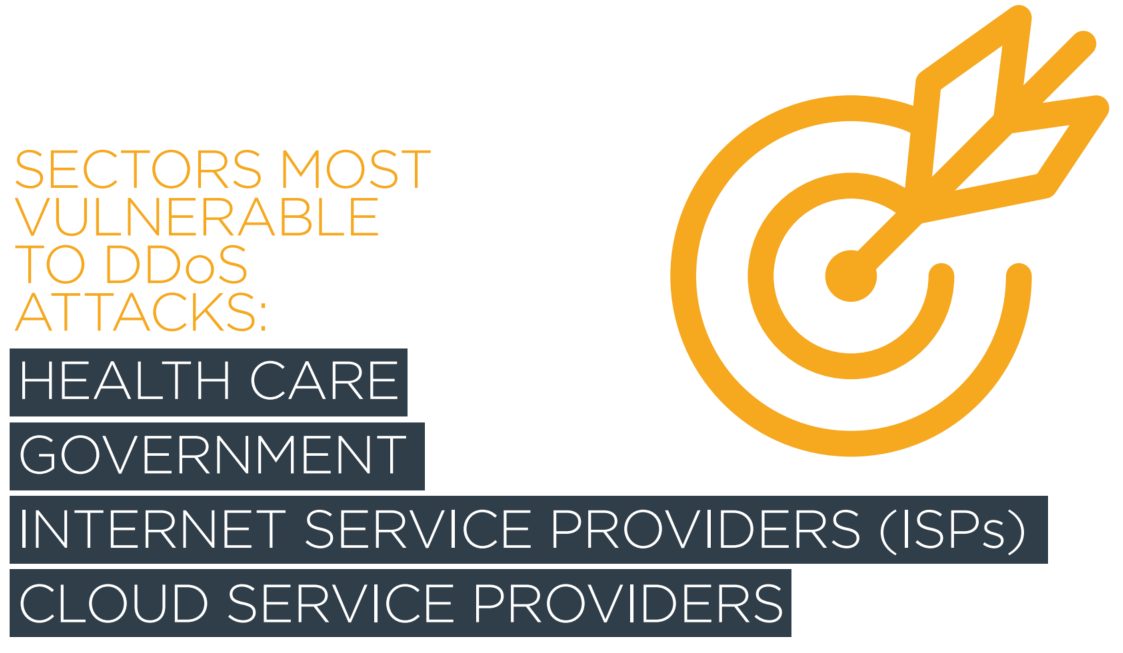 SECTORS MOST
VULNERABLE
TO DDoS
ATTACKS:
HEALTH CARE
GOVERNMENT
INTERNET SERVICE PROVIDERS (ISPs)
CLOUD SERVICE PROVIDERS